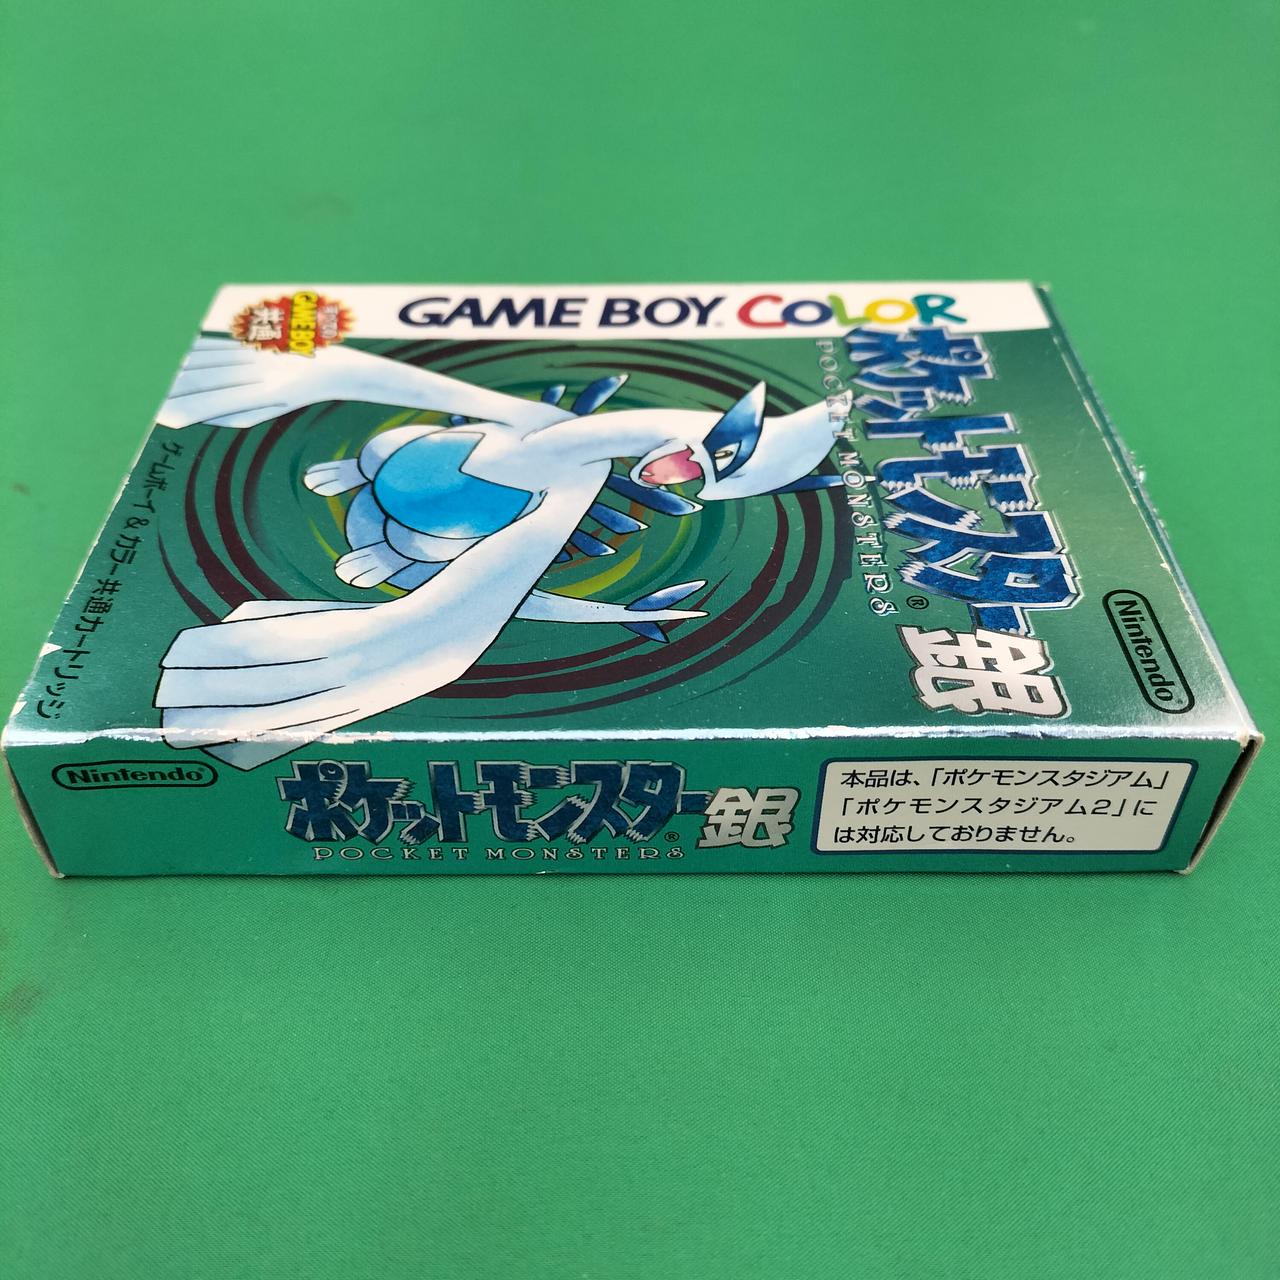 GAME BOY COLOR
GAMEBOY
共通
ポケットモンスター
POCKET MONSTERS®
銀
Nintendo®
ゲームボーイ&カラー共通カートリッジ
Nintendo®
ポケットモンスター®銀
POCKET MONSTERS
本品は、「ポケモンスタジアム」
「ポケモンスタジアム2」に
は対応しておりません。